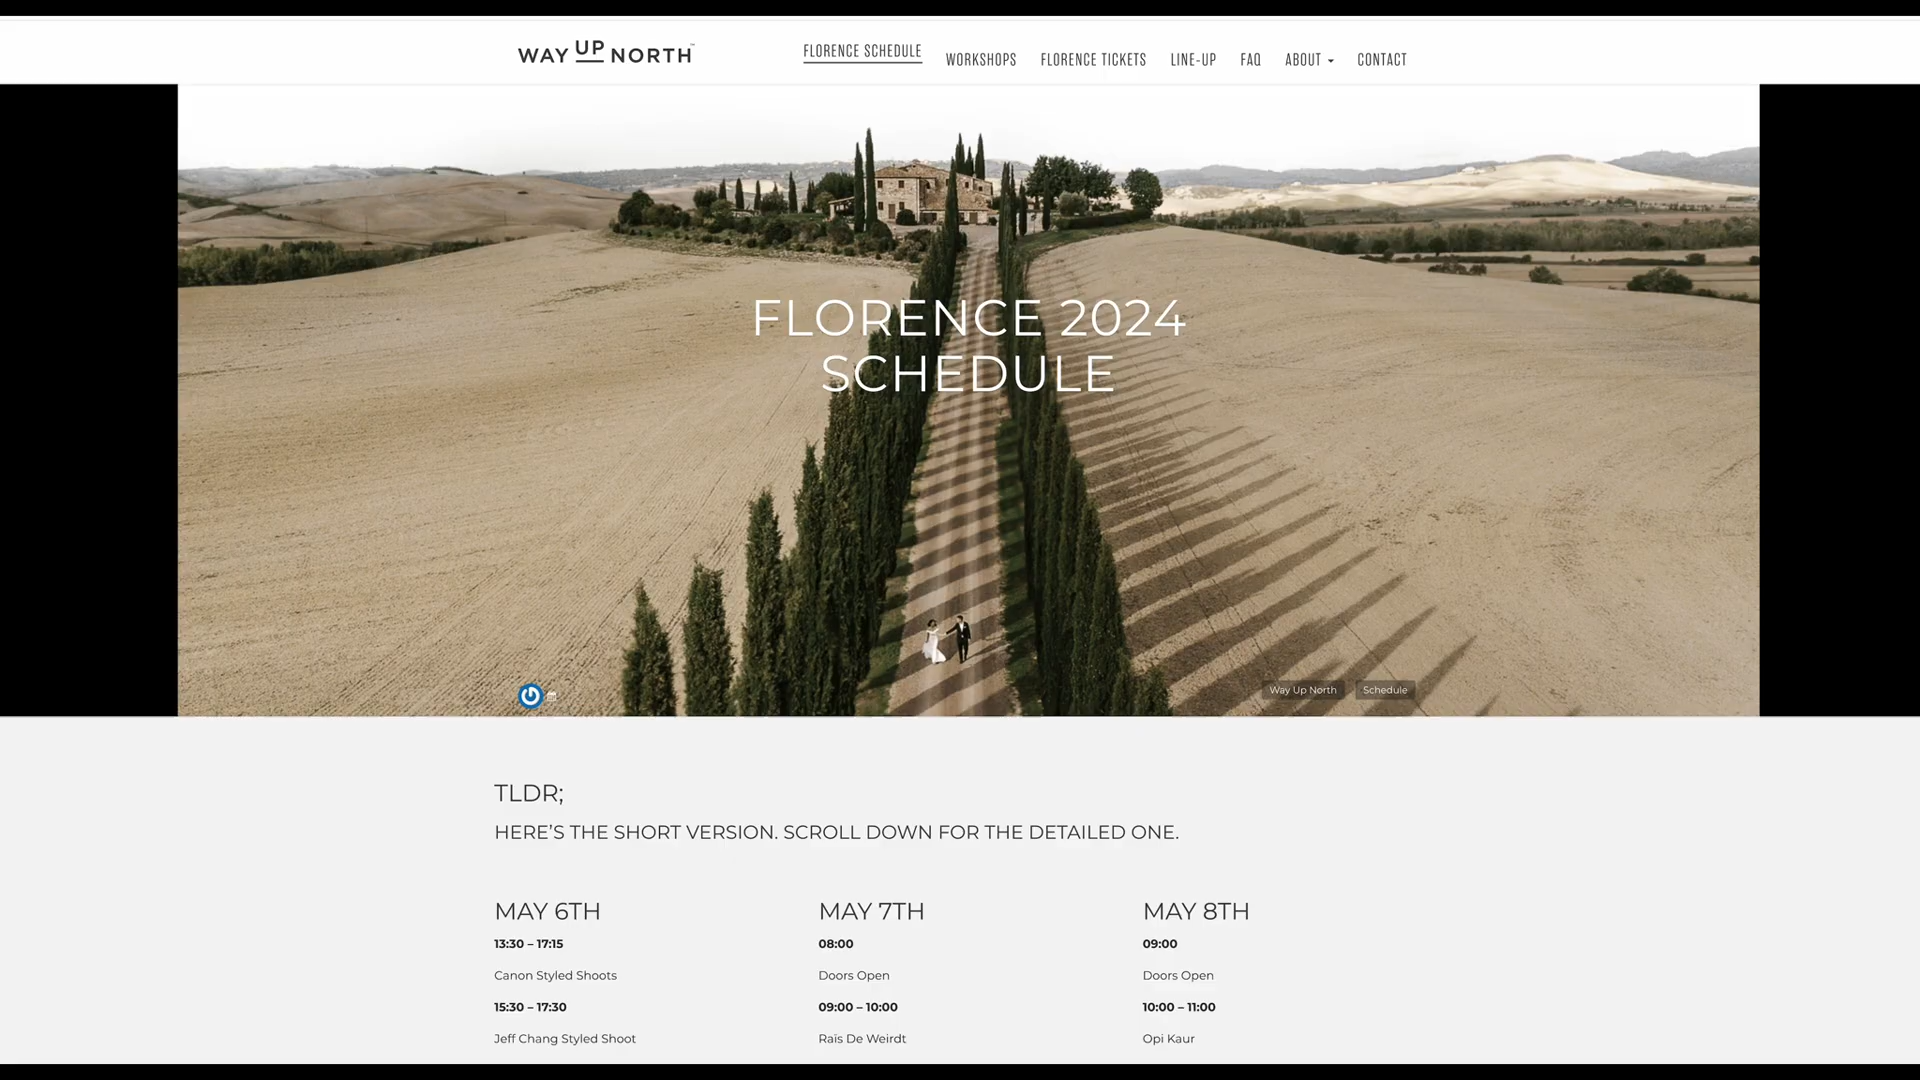 WAY UP NORTH™
FLORENCE SCHEDULE
WORKSHOPS
FLORENCE TICKETS
LINE-UP
FAQ
ABOUT
CONTACT
FLORENCE 2024
SCHEDULE
Way Up North
Schedule
TLDR;
HERE’S THE SHORT VERSION. SCROLL DOWN FOR THE DETAILED ONE.
MAY 6TH
13:30 – 17:15
Canon Styled Shoots
15:30 – 17:30
Jeff Chang Styled Shoot
MAY 7TH
08:00
Doors Open
09:00 – 10:00
Raïs De Weirdt
MAY 8TH
09:00
Doors Open
10:00 – 11:00
Opi Kaur